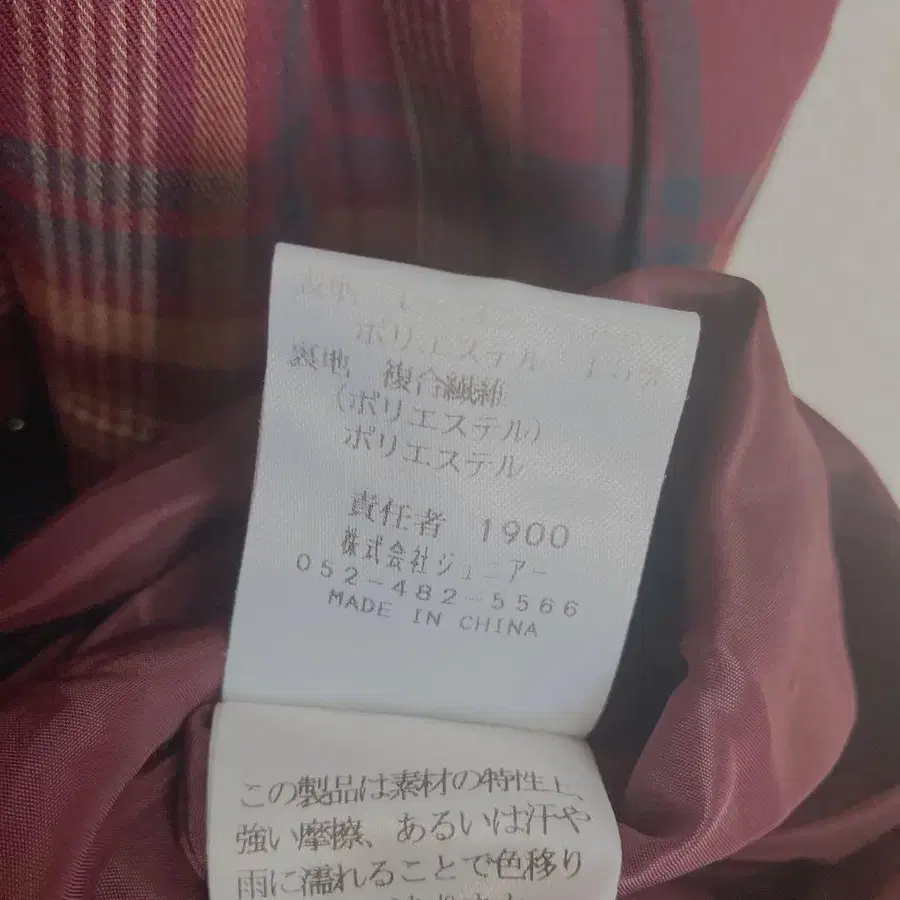 表地
ポリエステル
裏地 複合繊維
(ポリエステル)
ポリエステル
責任者 1900
株式会社ジュニアー
052-482-5566
MADE IN CHINA
この製品は素材の特性上、
強い摩擦、あるいは汗や
雨に濡れることで色移り